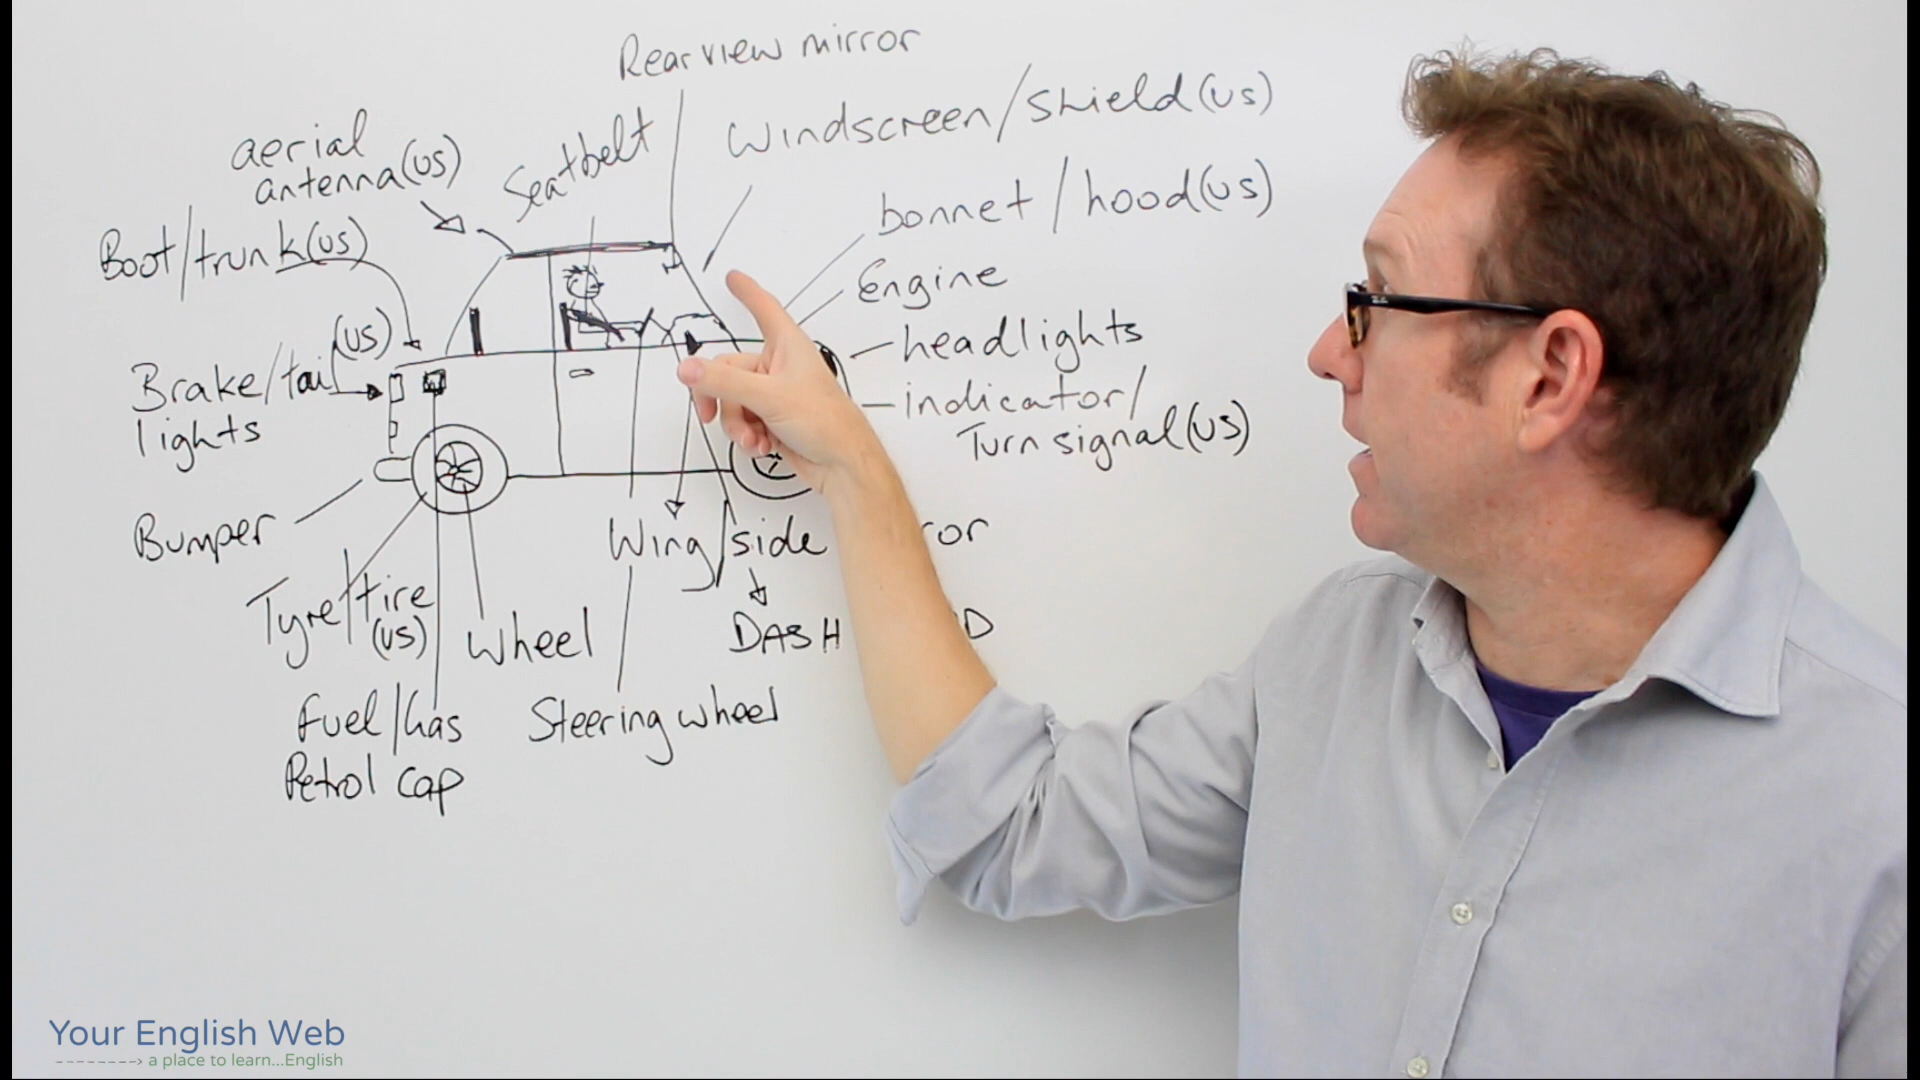 Rearview mirror
Windscreen/Shield(US)
aerial
antenna(US)
Seatbelt
bonnet/hood(US)
Boot/trunk(US)
Engine
(US)
headlights
Brake/tail
lights
indicator/
Turn signal(US)
Bumper
Wing/side
or
Tyre/tire
(US)
wheel
DASH
D
Fuel/Gas
Petrol cap
Steering wheel
Your English Web
a place to learn...English